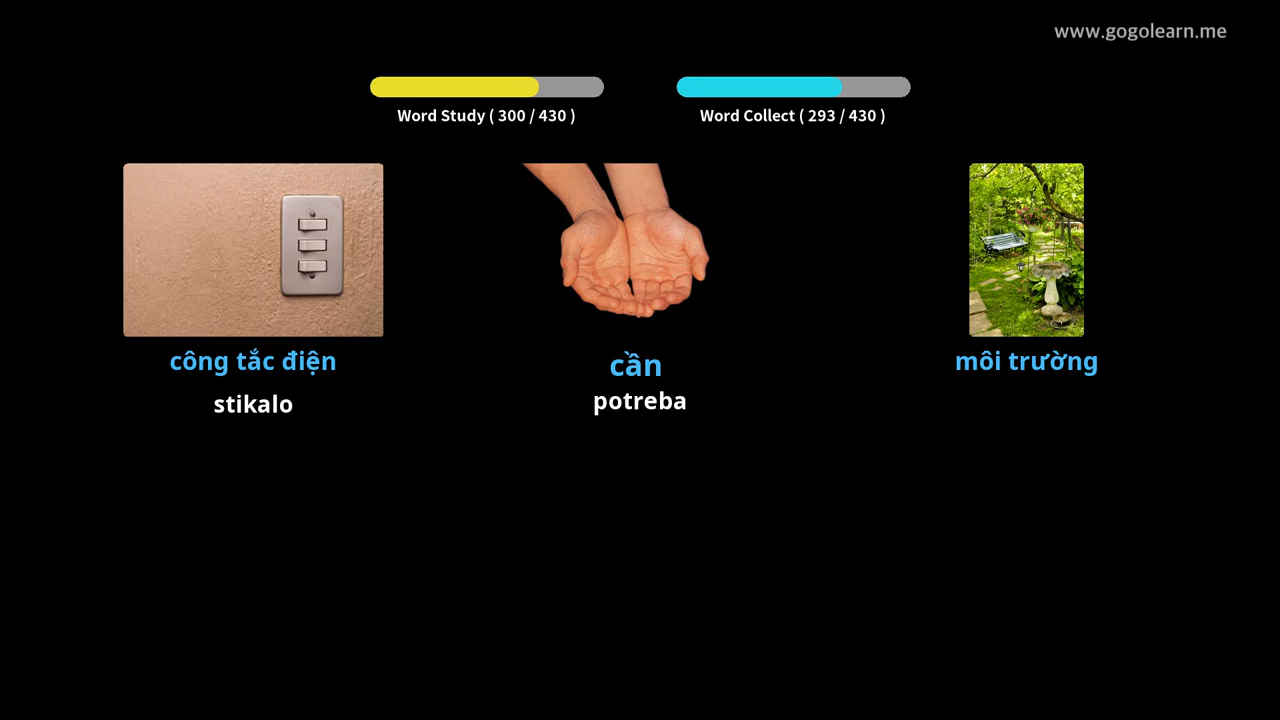 www.gogolearn.me
Word Study ( 300 / 430 )
Word Collect ( 293 / 430 )
công tắc điện
stikalo
cần
potreba
môi trường